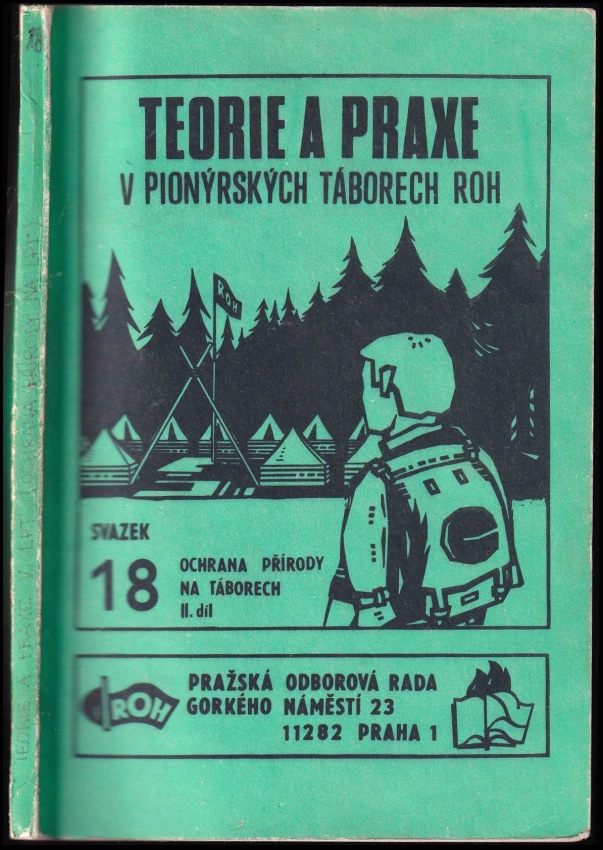 TEORIE A PRAXE
V PIONÝRSKÝCH TÁBORECH ROH
ROH
SVAZEK
18
OCHRANA PŘÍRODY
NA TÁBORECH
II. díl
ROH
PRAŽSKÁ ODBOROVÁ RADA
GORKÉHO NÁMĚSTÍ 23
11282 PRAHA 1
TEORIE A PRAXE V LPT